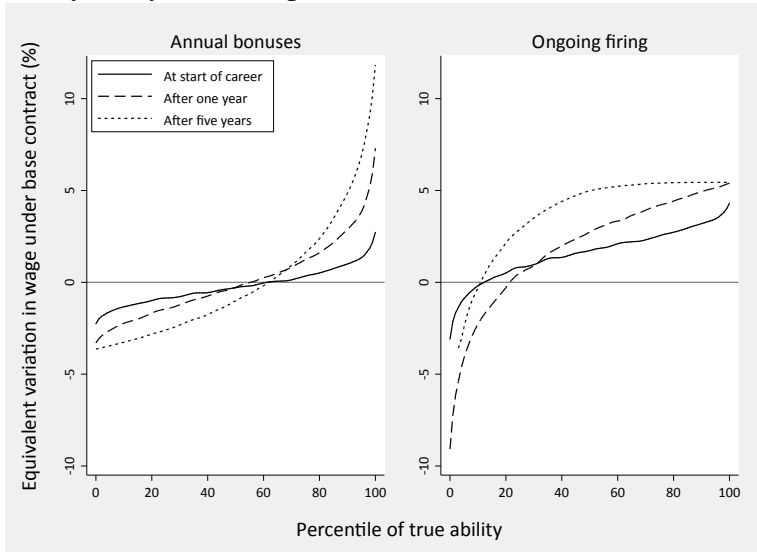 Annual bonuses
Ongoing firing
Equivalent variation in wage under base contract (%)
At start of career
After one year
After five years
10
5
0
-5
-10
10
5
0
-5
-10
0 20 40 60 80 100
0 20 40 60 80 100
Percentile of true ability